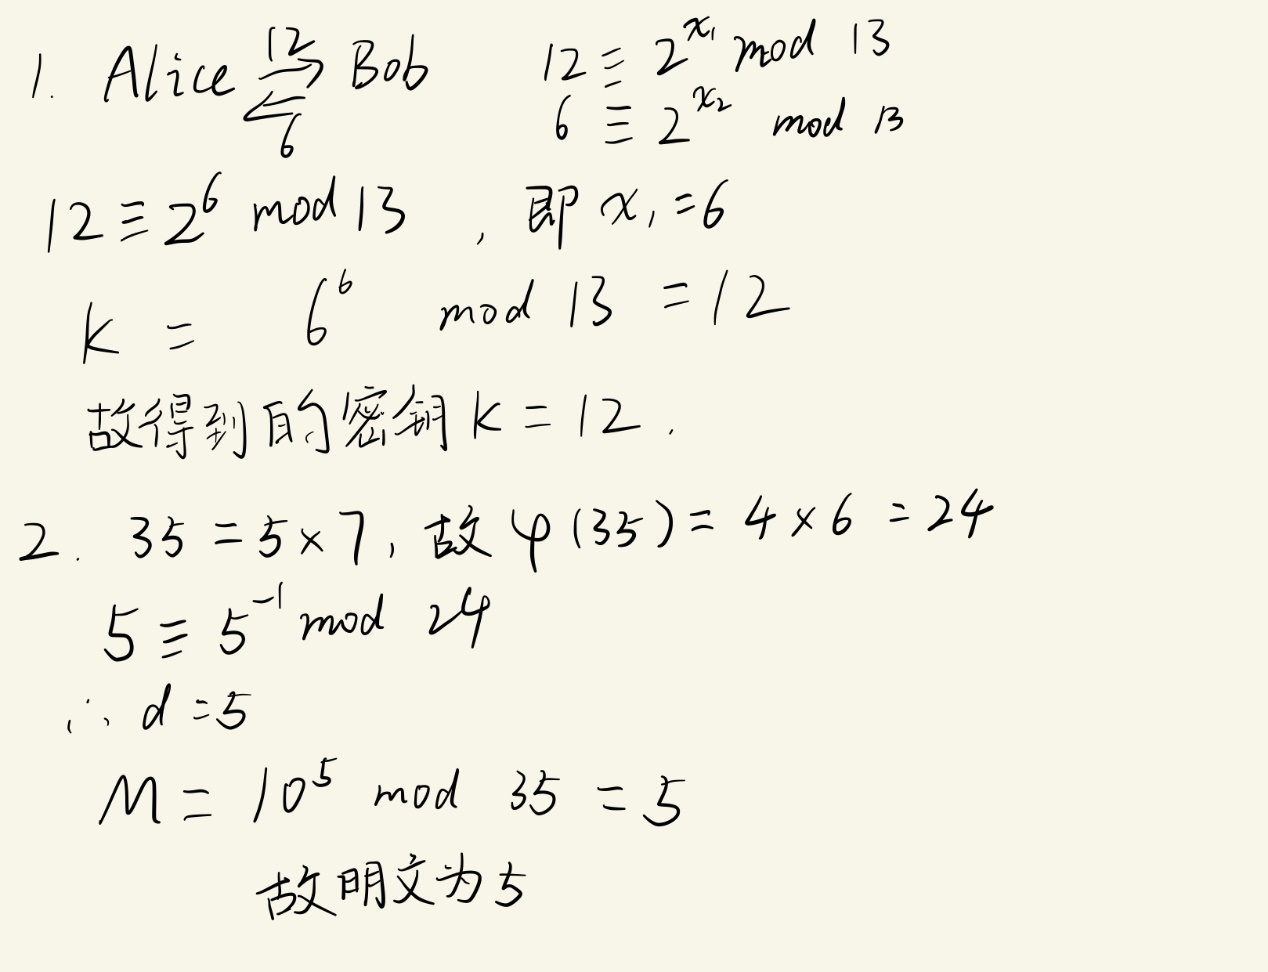 1. Alice 12 → Bob 12 ≡ 2^x₁ mod 13
← 6 6 ≡ 2^x₂ mod 13
12 ≡ 2^6 mod 13 , 即 x₁ = 6
k = 6^6 mod 13 = 12
故得到的密钥 k = 12 .
2. 35 = 5 × 7, 故 φ(35) = 4 × 6 = 24
5 ≡ 5^-1 mod 24
∴ d = 5
M = 10^5 mod 35 = 5
故明文为 5